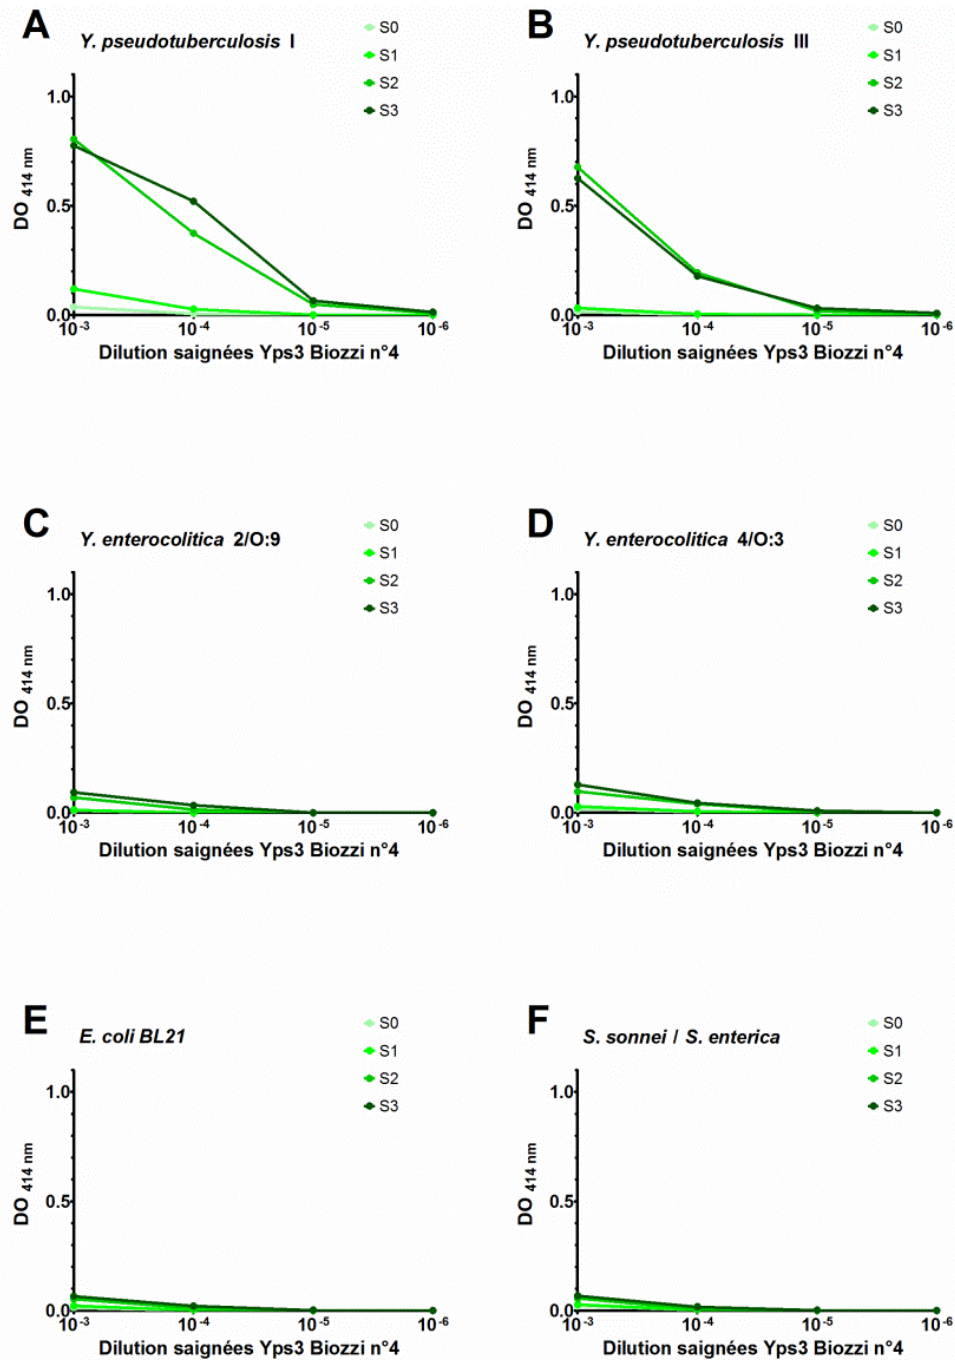 A
Y. pseudotuberculosis I
S0
S1
S2
S3
1.0
0.5
0.0
DO 414 nm
10-3
10-4
10-5
10-6
Dilution saignées Yps3 Biozzi n°4
B
Y. pseudotuberculosis III
S0
S1
S2
S3
1.0
0.5
0.0
DO 414 nm
10-3
10-4
10-5
10-6
Dilution saignées Yps3 Biozzi n°4
C
Y. enterocolitica 2/O:9
S0
S1
S2
S3
1.0
0.5
0.0
DO 414 nm
10-3
10-4
10-5
10-6
Dilution saignées Yps3 Biozzi n°4
D
Y. enterocolitica 4/O:3
S0
S1
S2
S3
1.0
0.5
0.0
DO 414 nm
10-3
10-4
10-5
10-6
Dilution saignées Yps3 Biozzi n°4
E
E. coli BL21
S0
S1
S2
S3
1.0
0.5
0.0
DO 414 nm
10-3
10-4
10-5
10-6
Dilution saignées Yps3 Biozzi n°4
F
S. sonnei / S. enterica
S0
S1
S2
S3
1.0
0.5
0.0
DO 414 nm
10-3
10-4
10-5
10-6
Dilution saignées Yps3 Biozzi n°4